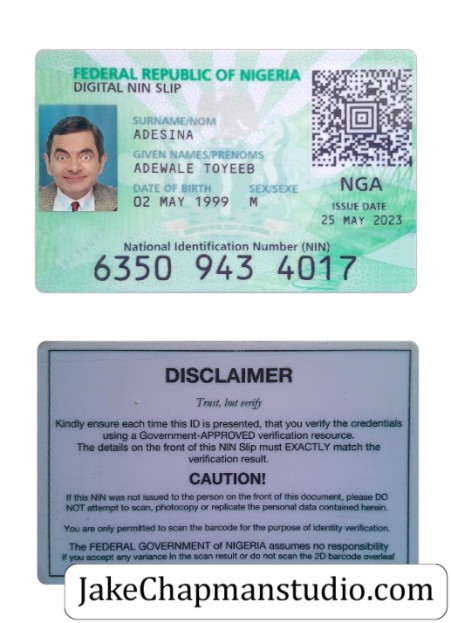 FEDERAL REPUBLIC OF NIGERIA
DIGITAL NIN SLIP
SURNAME/NOM
ADESINA
GIVEN NAMES/PRÉNOMS
ADEWALE TOYEEB
DATE OF BIRTH SEX/SEXE
02 MAY 1999 M
NGA
ISSUE DATE
25 MAY 2023
National Identification Number (NIN)
6350 943 4017
DISCLAIMER
Trust, but verify
Kindly ensure each time this ID is presented, that you verify the credentials
using a Government-APPROVED verification resource.
The details on the front of this NIN Slip must EXACTLY match the
verification result.
CAUTION!
If this NIN was not issued to the person on the front of this document, please DO
NOT attempt to scan, photocopy or replicate the personal data contained herein.
You are only permitted to scan the barcode for the purpose of identity verification.
The FEDERAL GOVERNMENT of NIGERIA assumes no responsibility
if you accept any variance in the scan result or do not scan the 2D barcode overleaf
JakeChapmanstudio.com